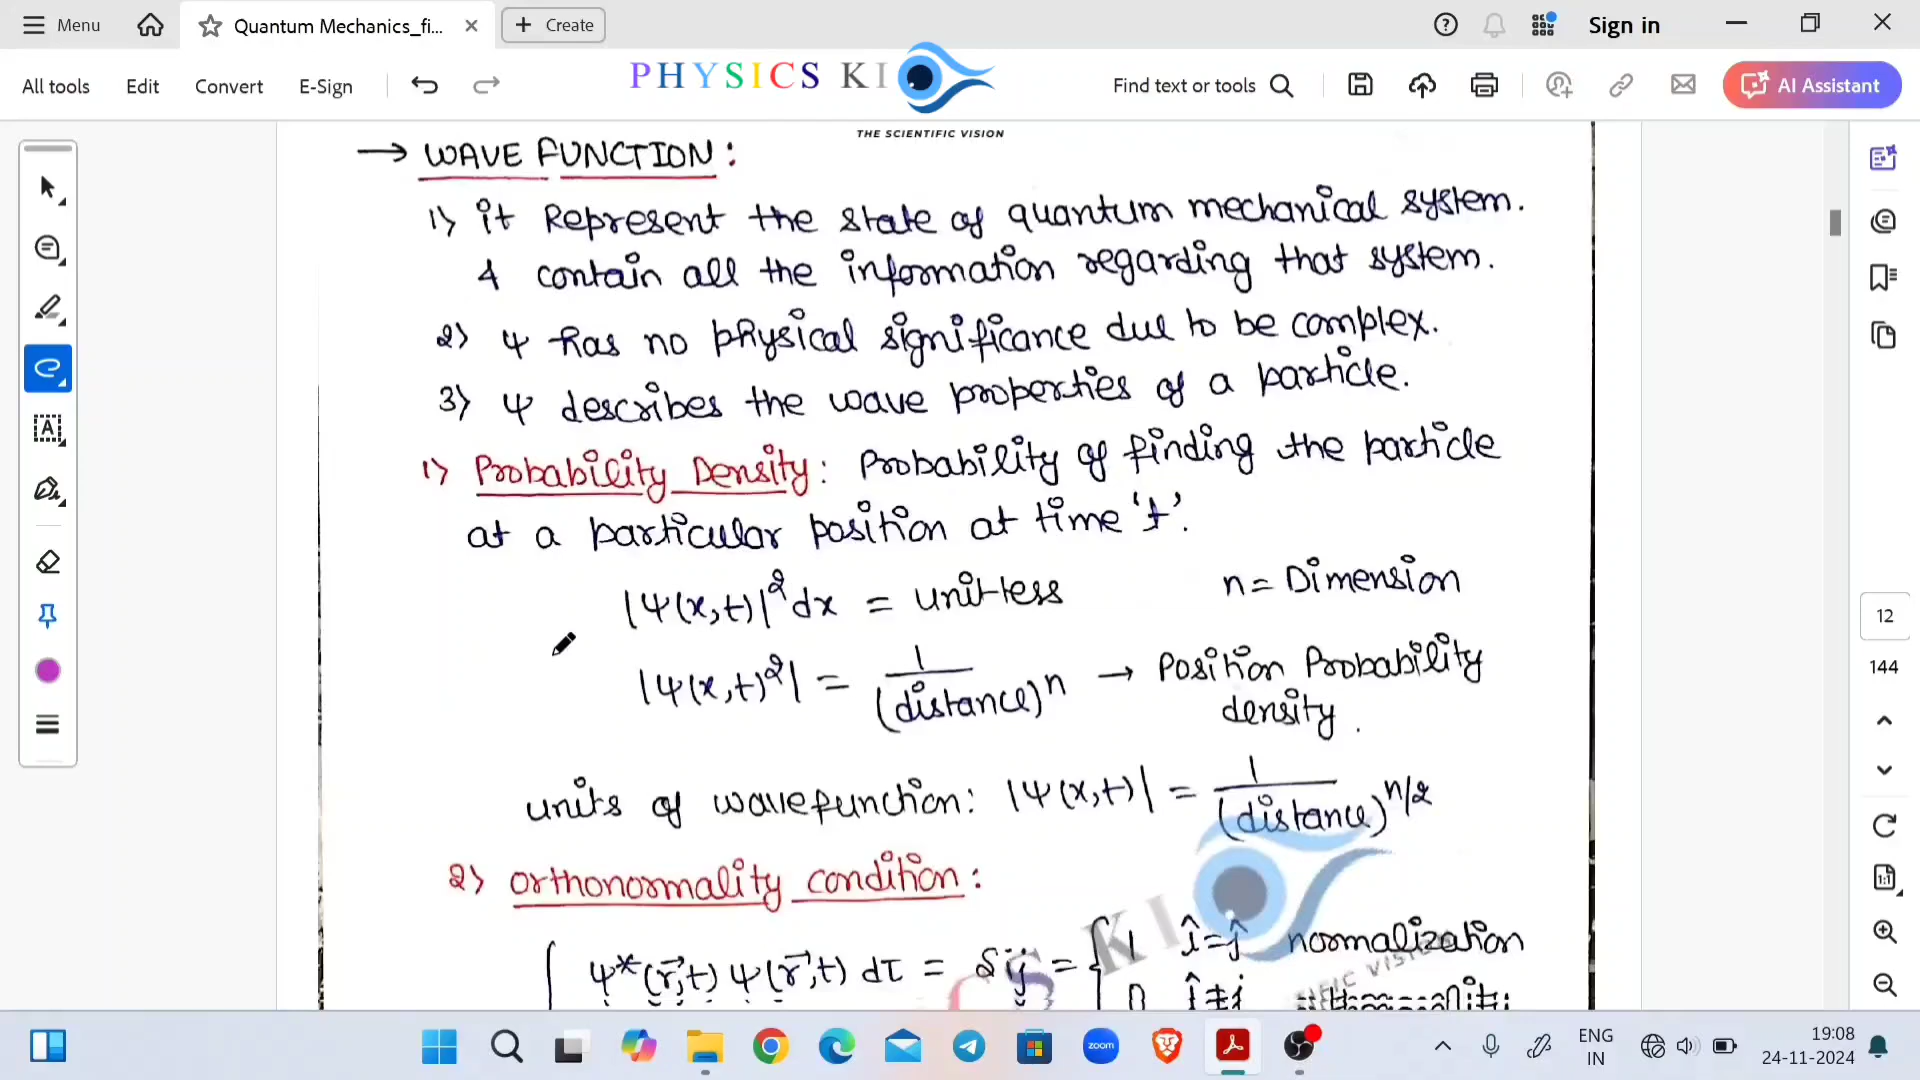 Menu
Quantum Mechanics_fi...
Create
Sign in
All tools
Edit
Convert
E-Sign
PHYSICS KI
THE SCIENTIFIC VISION
Find text or tools
AI Assistant
→ WAVE FUNCTION:
1) it Represent the state of quantum mechanical system.
& contain all the information regarding that system.
2) ψ has no physical significance due to be complex.
3) ψ describes the wave properties of a particle.
1) Probability Density: Probability of finding the particle
at a particular position at time 't'.
|ψ(x,t)|²dx = unit-less n = Dimension
|ψ(x,t)²| = 1/(distance)ⁿ → Position Probability
density.
units of wavefunction: |ψ(x,t)| = 1/(distance)^n/2
2) orthonormality condition:
∫ψ*(r⃗,t) ψ(r⃗,t) dτ = δij = { 1 î=ĵ normalization
0 i≠j
KI
12
144
ENG
IN
19:08
24-11-2024
zoom